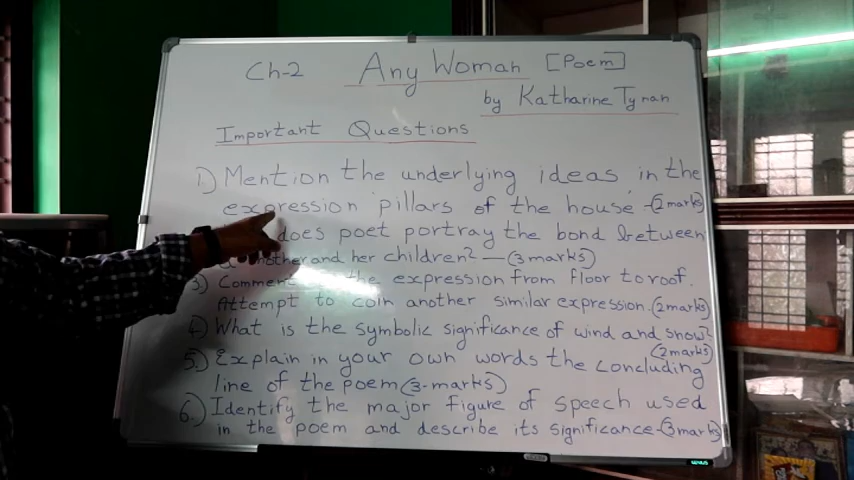 Ch-2 Any Woman [Poem]
by Katharine Tynan
Important Questions
1.) Mention the underlying ideas in the
expression 'pillars of the house' -(2 marks)
does poet portray the bond between
mother and her children? — (3 marks)
3) Comment the expression from floor to roof.
Attempt to coin another similar expression. (2 marks)
4.) What is the symbolic significance of wind and snow?
(2 marks)
5.) Explain in your own words the concluding
line of the poem (3-marks)
6.) Identify the major figure of speech used
in the poem and describe its significance-(3 marks)